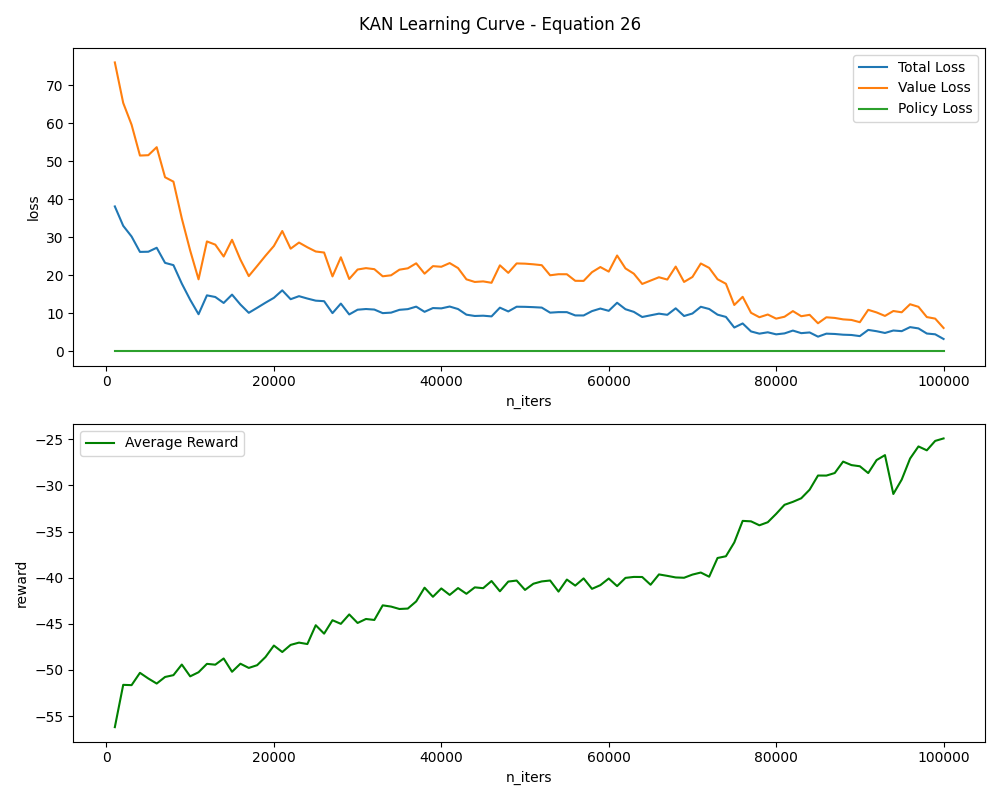 KAN Learning Curve - Equation 26
Total Loss
Value Loss
Policy Loss
70
60
50
40
30
20
10
0
loss
0 20000 40000 60000 80000 100000
n_iters
Average Reward
−25
−30
−35
−40
−45
−50
−55
reward
0 20000 40000 60000 80000 100000
n_iters